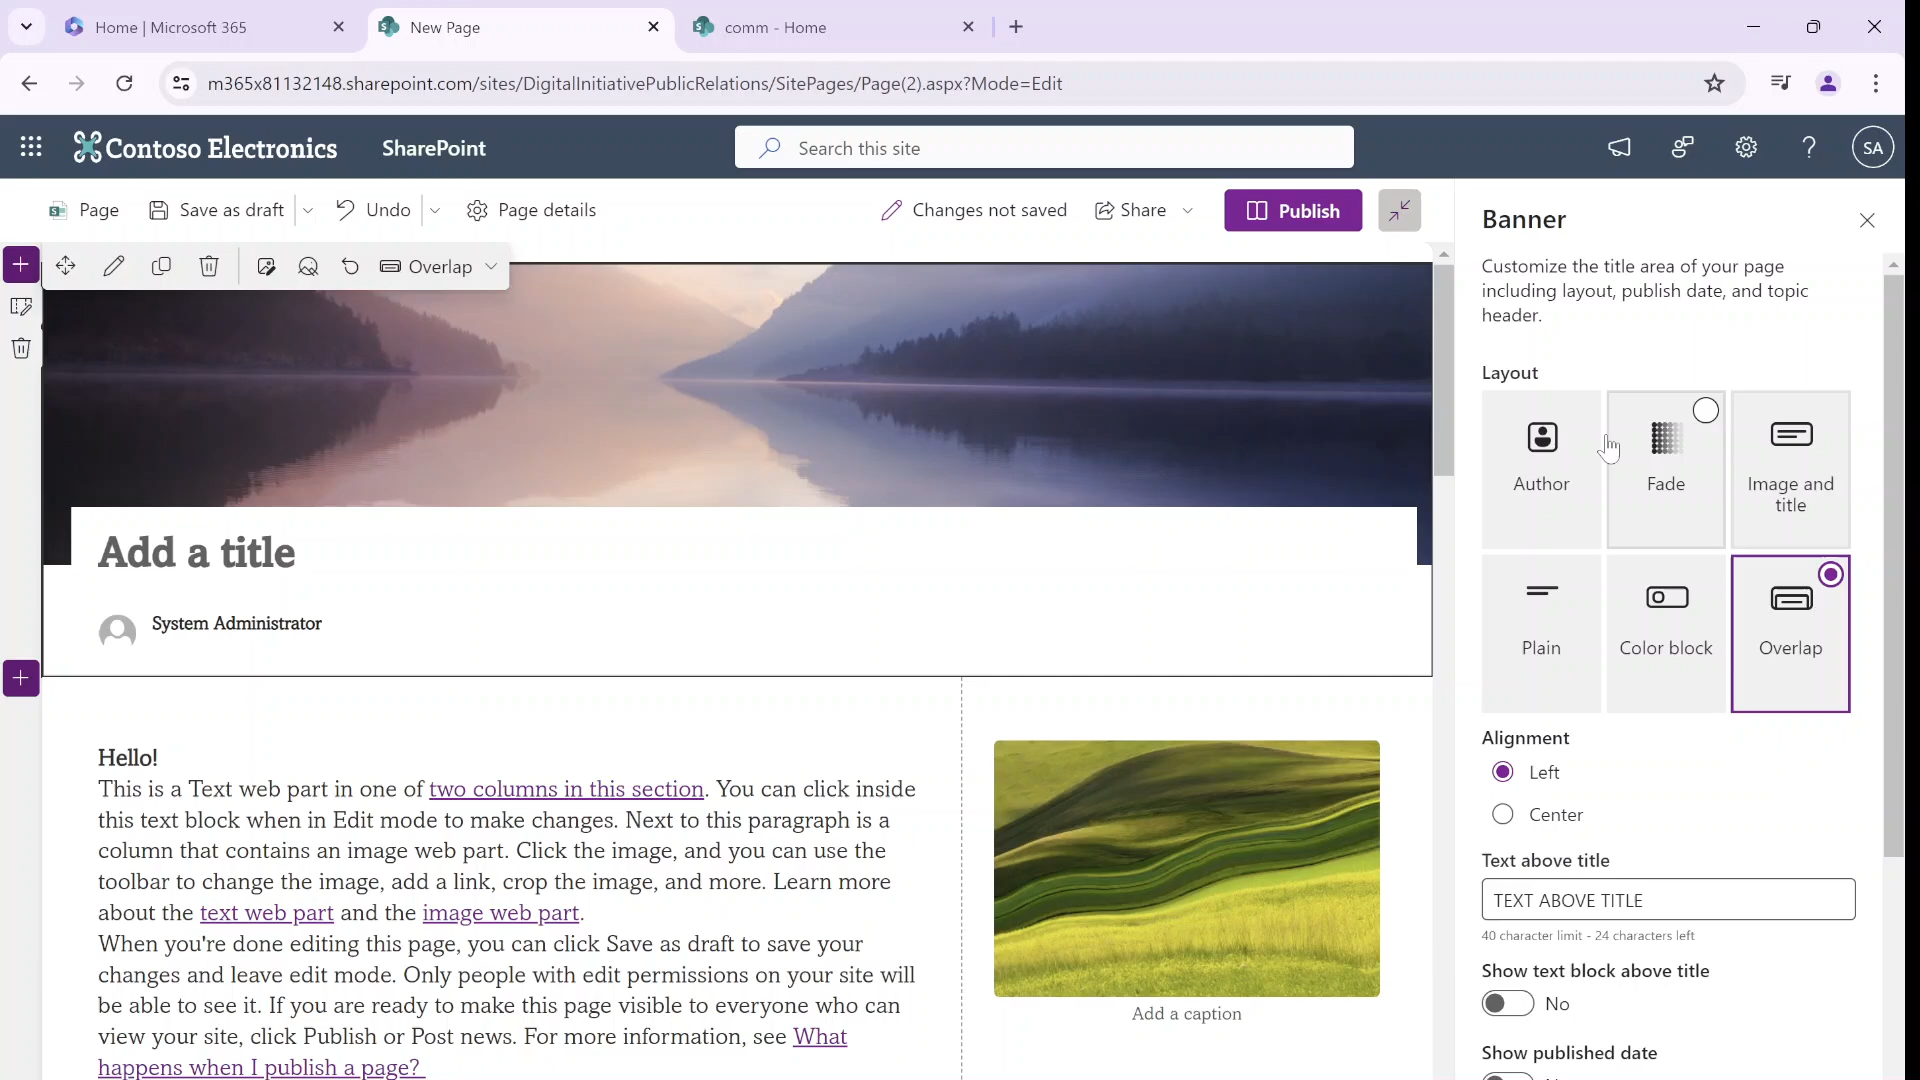 Home | Microsoft 365
New Page
comm - Home
m365x81132148.sharepoint.com/sites/DigitalInitiativePublicRelations/SitePages/Page(2).aspx?Mode=Edit
Contoso Electronics
SharePoint
Search this site
SA
Page
Save as draft
Undo
Page details
Changes not saved
Share
Publish
Overlap
Add a title
System Administrator
Hello!
This is a Text web part in one of two columns in this section. You can click inside
this text block when in Edit mode to make changes. Next to this paragraph is a
column that contains an image web part. Click the image, and you can use the
toolbar to change the image, add a link, crop the image, and more. Learn more
about the text web part and the image web part.
When you're done editing this page, you can click Save as draft to save your
changes and leave edit mode. Only people with edit permissions on your site will
be able to see it. If you are ready to make this page visible to everyone who can
view your site, click Publish or Post news. For more information, see What
happens when I publish a page?
Add a caption
Banner
Customize the title area of your page
including layout, publish date, and topic
header.
Layout
Author
Fade
Image and
title
Plain
Color block
Overlap
Alignment
Left
Center
Text above title
TEXT ABOVE TITLE
40 character limit - 24 characters left
Show text block above title
No
Show published date